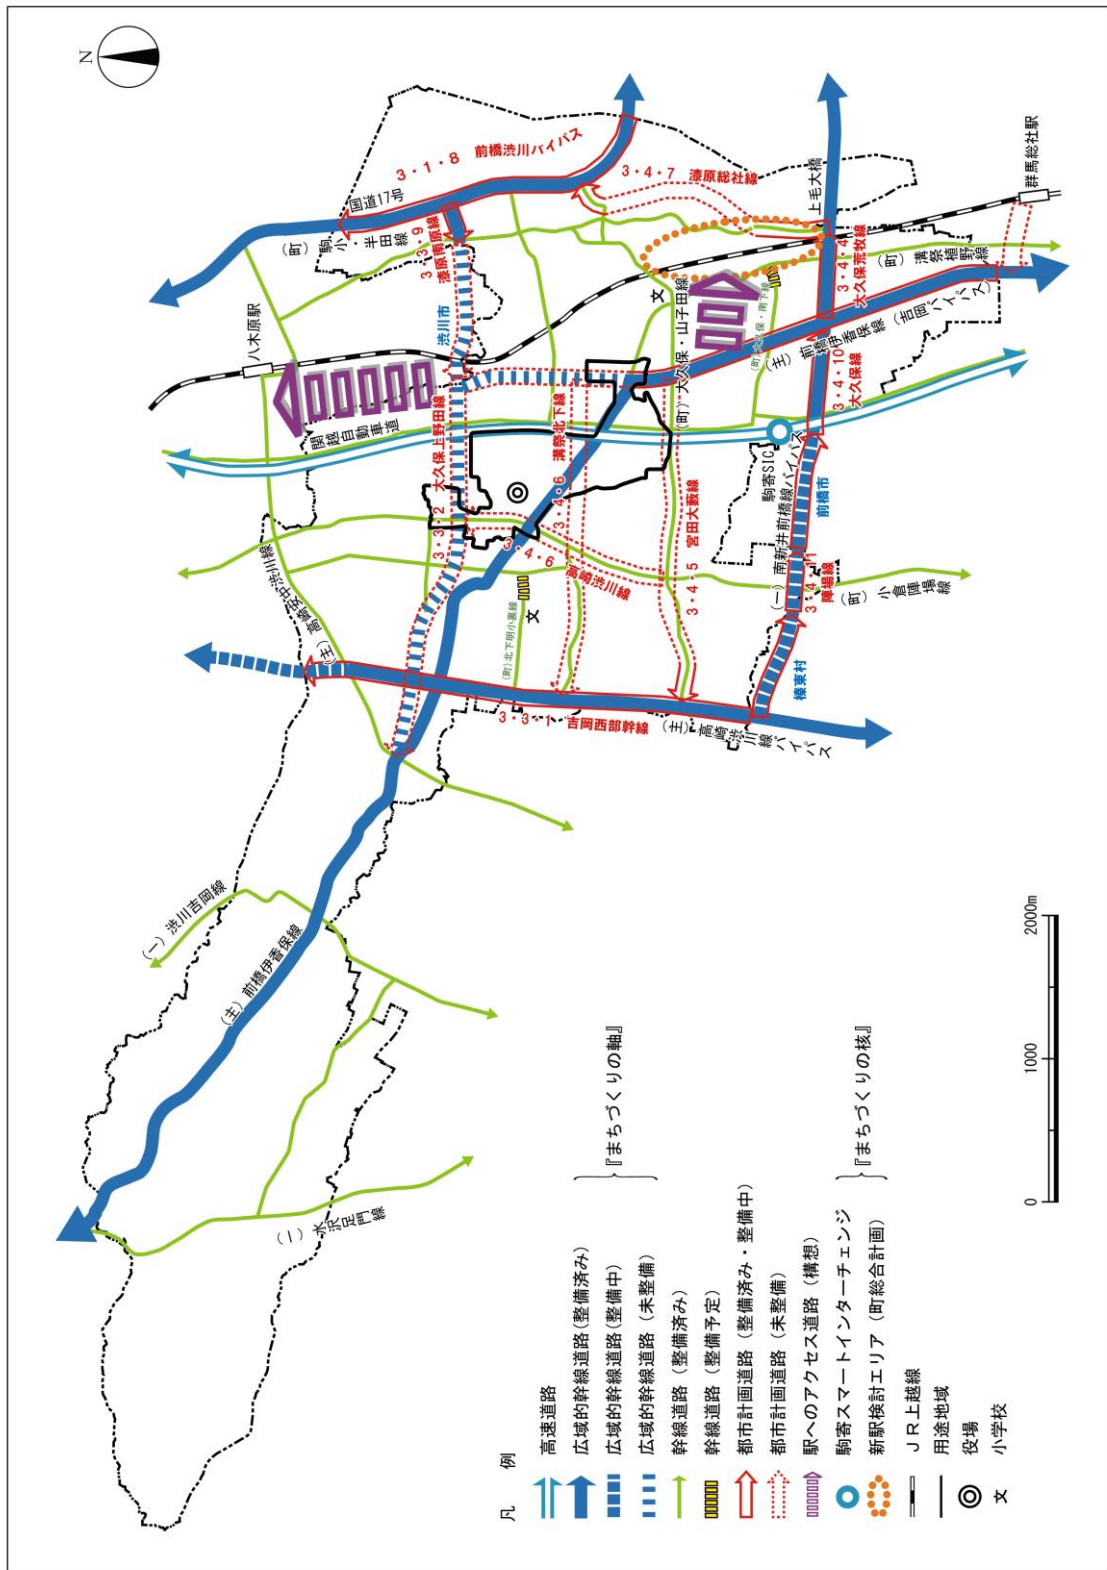 N
(一) 渋川吉岡線
(主) 前橋伊香保線
(一) 水沢足門線
(主) 高崎安中渋川線
関越自動車道
八木原駅
渋川市
(町) 駒小・半田線
国道17号
3・1・8 前橋渋川バイパス
3・3・9
漆原南原線
3・4・7 漆原総社線
3・3・2 大久保上野田線
3・4・6 溝祭北下線
3・4・6 高崎渋川線
3・4・5 宮田大藪線
(町) 大久保・山子田線
(町) 北下明小裏線
文
文
3・3・1 吉岡西部幹線
(主) 高崎渋川線バイパス
榛東村
3・4・11
陣場線
(町) 小倉陣場線
(一) 南新井前橋線バイパス
前橋市
駒寄SIC
3・4・10
大久保線
(主) 前橋伊香保線 (吉岡バイパス)
3・4・4
大久保荒牧線
(町) 溝祭植野線
上毛大橋
群馬総社駅
凡 例
高速道路
広域的幹線道路(整備済み)
広域的幹線道路(整備中)
広域的幹線道路 (未整備)
『まちづくりの軸』
幹線道路 (整備済み)
幹線道路 (整備予定)
都市計画道路 (整備済み・整備中)
都市計画道路 (未整備)
駅へのアクセス道路 (構想)
駒寄スマートインターチェンジ
新駅検討エリア (町総合計画)
『まちづくりの核』
JR上越線
用途地域
役場
文 小学校
0 1000 2000m